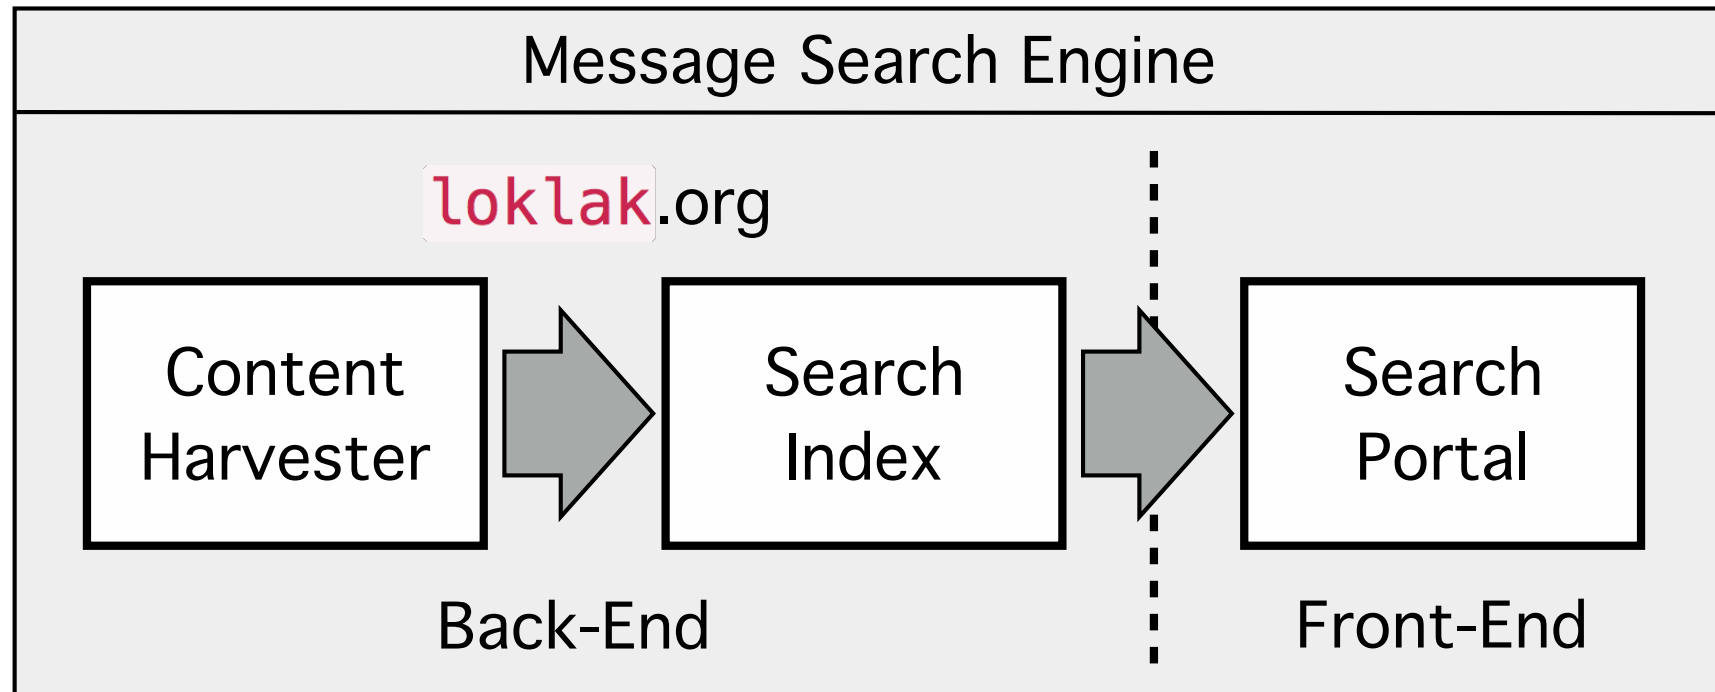 Message Search Engine
loklak.org
Content
Harvester
Search
Index
Search
Portal
Back-End
Front-End